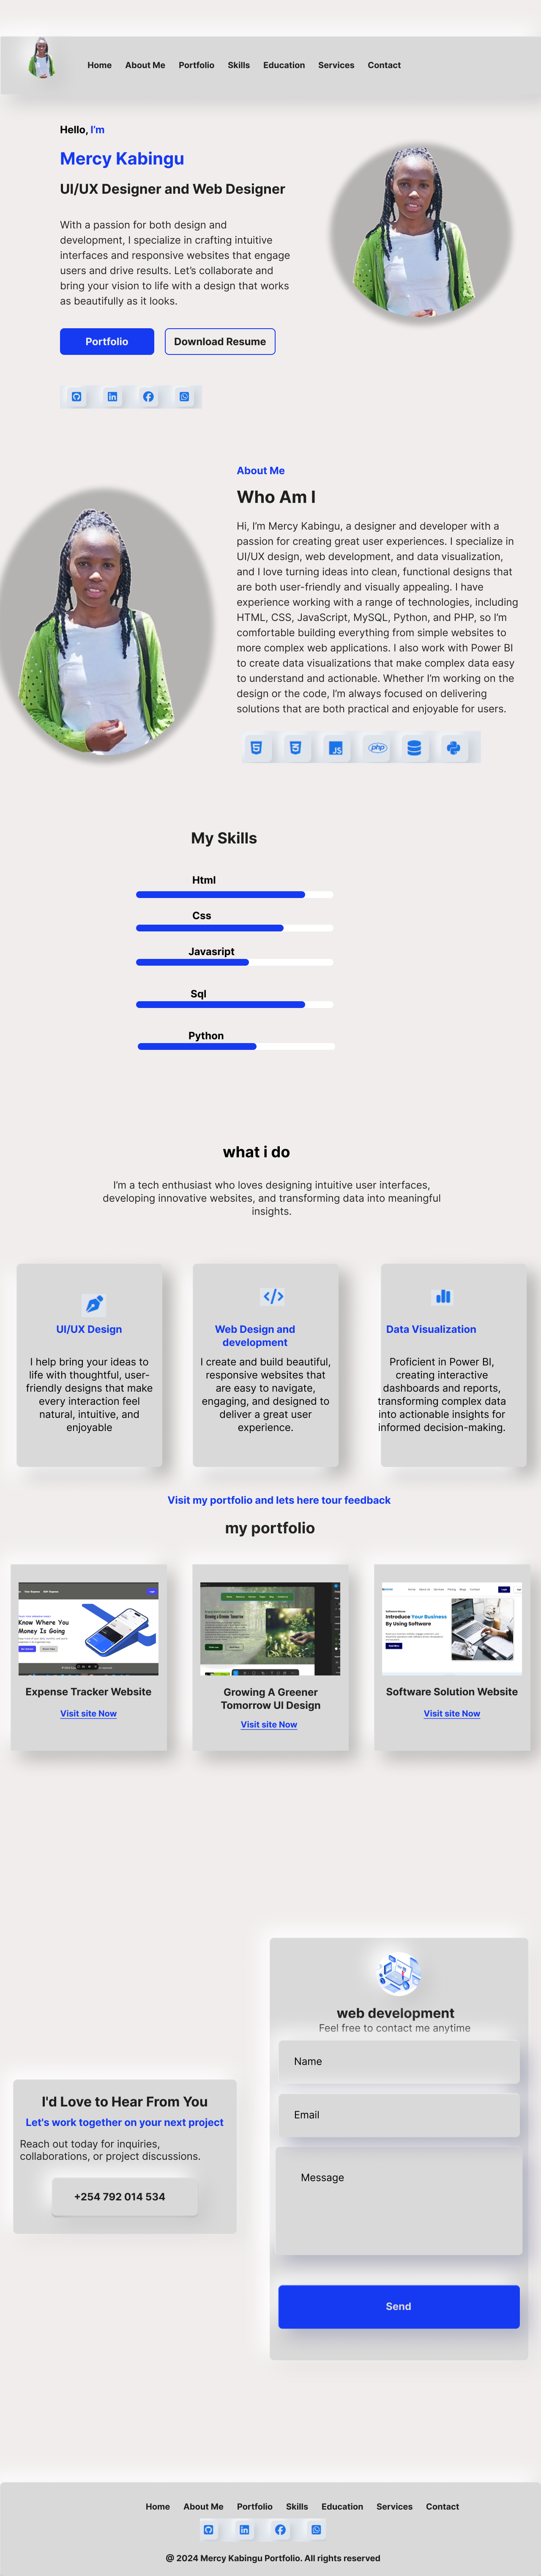 Home About Me Portfolio Skills Education Services Contact
Hello, I'm
Mercy Kabingu
UI/UX Designer and Web Designer
With a passion for both design and
development, I specialize in crafting intuitive
interfaces and responsive websites that engage
users and drive results. Let's collaborate and
bring your vision to life with a design that works
as beautifully as it looks.
Portfolio Download Resume
About Me
Who Am I
Hi, I'm Mercy Kabingu, a designer and developer with a
passion for creating great user experiences. I specialize in
UI/UX design, web development, and data visualization,
and I love turning ideas into clean, functional designs that
are both user-friendly and visually appealing. I have
experience working with a range of technologies, including
HTML, CSS, JavaScript, MySQL, Python, and PHP, so I'm
comfortable building everything from simple websites to
more complex web applications. I also work with Power BI
to create data visualizations that make complex data easy
to understand and actionable. Whether I'm working on the
design or the code, I'm always focused on delivering
solutions that are both practical and enjoyable for users.
JS php
My Skills
Html
Css
Javasript
Sql
Python
what i do
I'm a tech enthusiast who loves designing intuitive user interfaces,
developing innovative websites, and transforming data into meaningful
insights.
UI/UX Design
I help bring your ideas to
life with thoughtful, user-
friendly designs that make
every interaction feel
natural, intuitive, and
enjoyable
Web Design and
development
I create and build beautiful,
responsive websites that
are easy to navigate,
engaging, and designed to
deliver a great user
experience.
Data Visualization
Proficient in Power BI,
creating interactive
dashboards and reports,
transforming complex data
into actionable insights for
informed decision-making.
Visit my portfolio and lets here tour feedback
my portfolio
Know Where You
Money Is Going
Expense Tracker Website
Visit site Now
Growing A Greener
Tomorrow UI Design
Visit site Now
Introduce Your Business
By Using Software
Software Solution Website
Visit site Now
web development
Feel free to contact me anytime
Name
Email
Message
Send
I'd Love to Hear From You
Let's work together on your next project
Reach out today for inquiries,
collaborations, or project discussions.
+254 792 014 534
Home About Me Portfolio Skills Education Services Contact
@ 2024 Mercy Kabingu Portfolio. All rights reserved